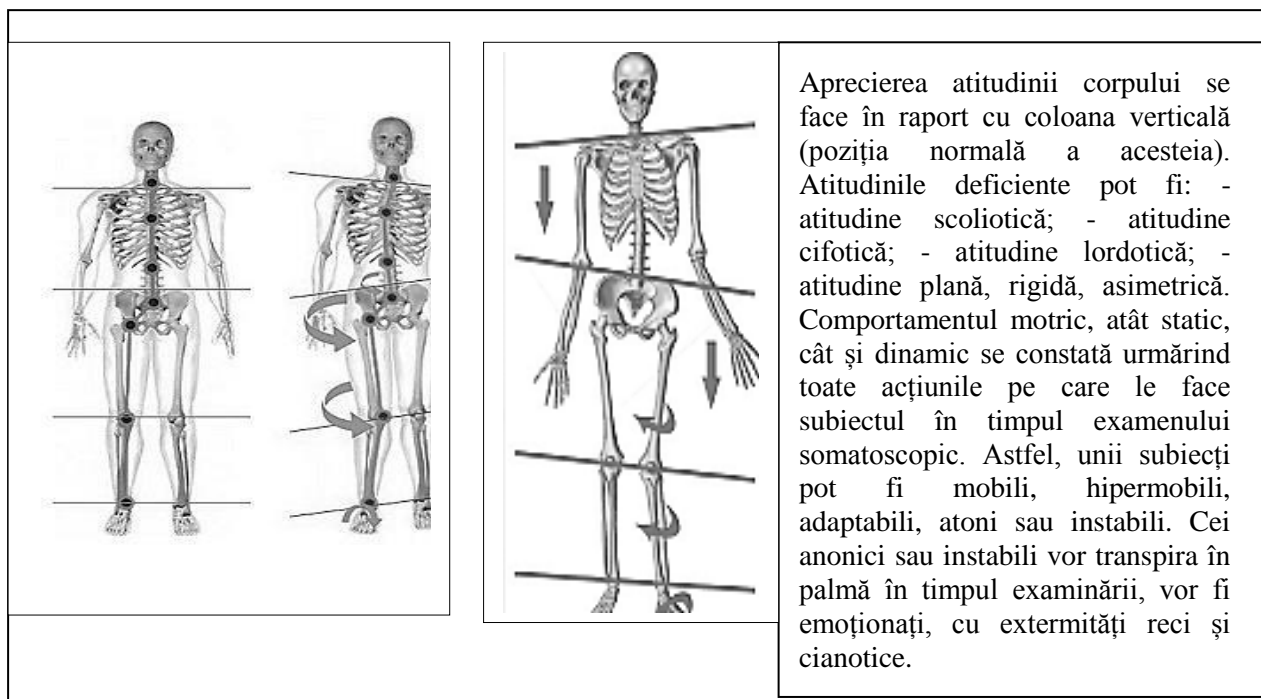 Aprecierea atitudinii corpului se
face în raport cu coloana verticală
(poziția normală a acesteia).
Atitudinile deficiente pot fi: -
atitudine scoliotică; - atitudine
cifotică; - atitudine lordotică; -
atitudine plană, rigidă, asimetrică.
Comportamentul motric, atât static,
cât și dinamic se constată urmărind
toate acțiunile pe care le face
subiectul în timpul examenului
somatoscopic. Astfel, unii subiecți
pot fi mobili, hipermobili,
adaptabili, atoni sau instabili. Cei
anonici sau instabili vor transpira în
palmă în timpul examinării, vor fi
emoționați, cu extermități reci și
cianotice.